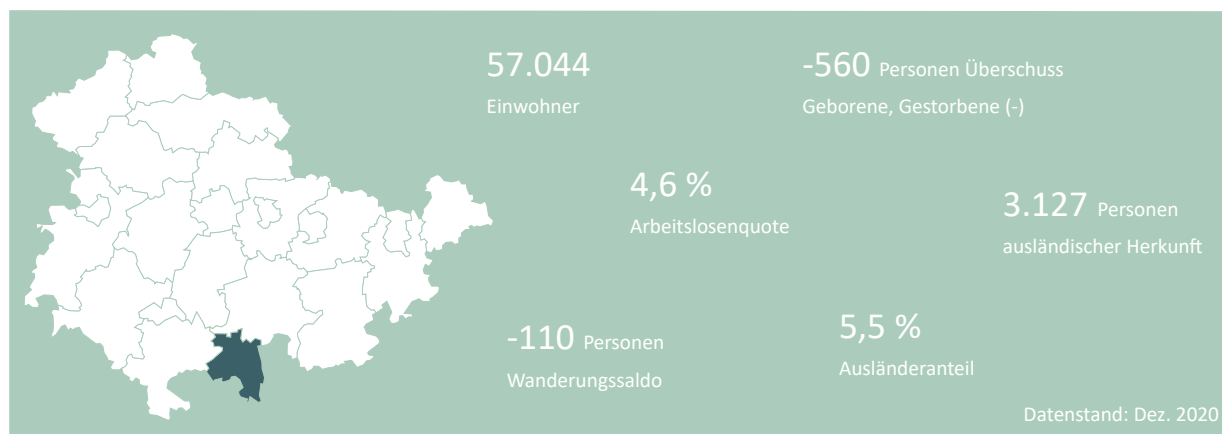 57.044
Einwohner
-560 Personen Überschuss
Geborene, Gestorbene (-)
4,6 %
Arbeitslosenquote
3.127 Personen
ausländischer Herkunft
-110 Personen
Wanderungssaldo
5,5 %
Ausländeranteil
Datenstand: Dez. 2020